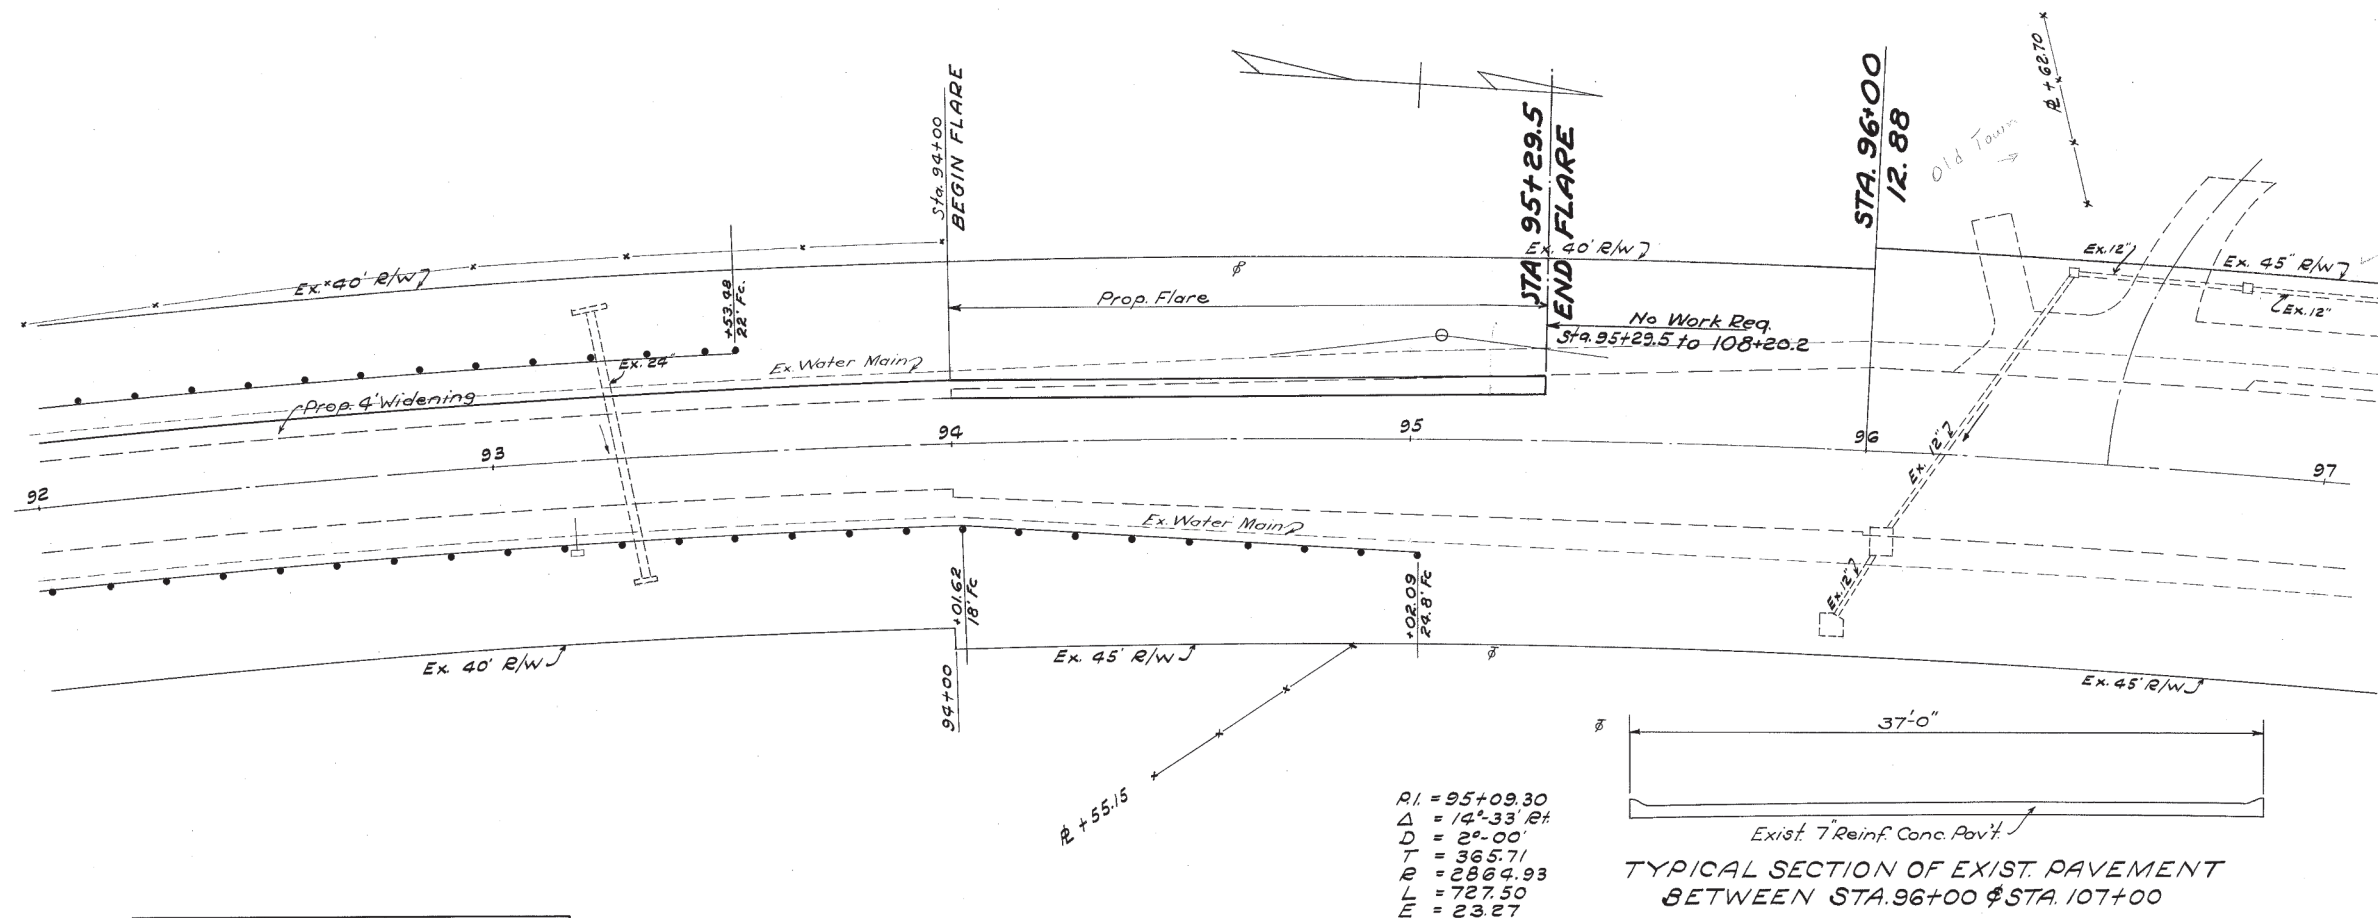 Sta. 94+00
BEGIN FLARE
STA 95+29.5
END FLARE
STA. 96+00
12.88
Old Town
℄ +62.70
Ex. 40' R/W
+53.48
22' Fc.
Ex. 24"
Ex. Water Main
Prop. 4' Widening
Prop. Flare
Ex. 40' R/W
No Work Req.
Sta. 95+29.5 to 108+20.2
Ex. 12"
Ex. 45' R/W
Ex. 12"
92
93
94
95
96
97
Ex. 12"
Ex. 12"
Ex. Water Main
+01.62
18' Fc
+02.09
24.8' Fc
Ex. 40' R/W
94+00
Ex. 45' R/W
Ex. 45' R/W
℄ +55.15
37'-0"
Exist. 7" Reinf. Conc. Pav't.
TYPICAL SECTION OF EXIST. PAVEMENT
BETWEEN STA. 96+00 & STA. 107+00
P.I. = 95+09.30
Δ = 14°-33' Rt.
D = 2°-00'
T = 365.71
R = 2864.93
L = 727.50
E = 23.27